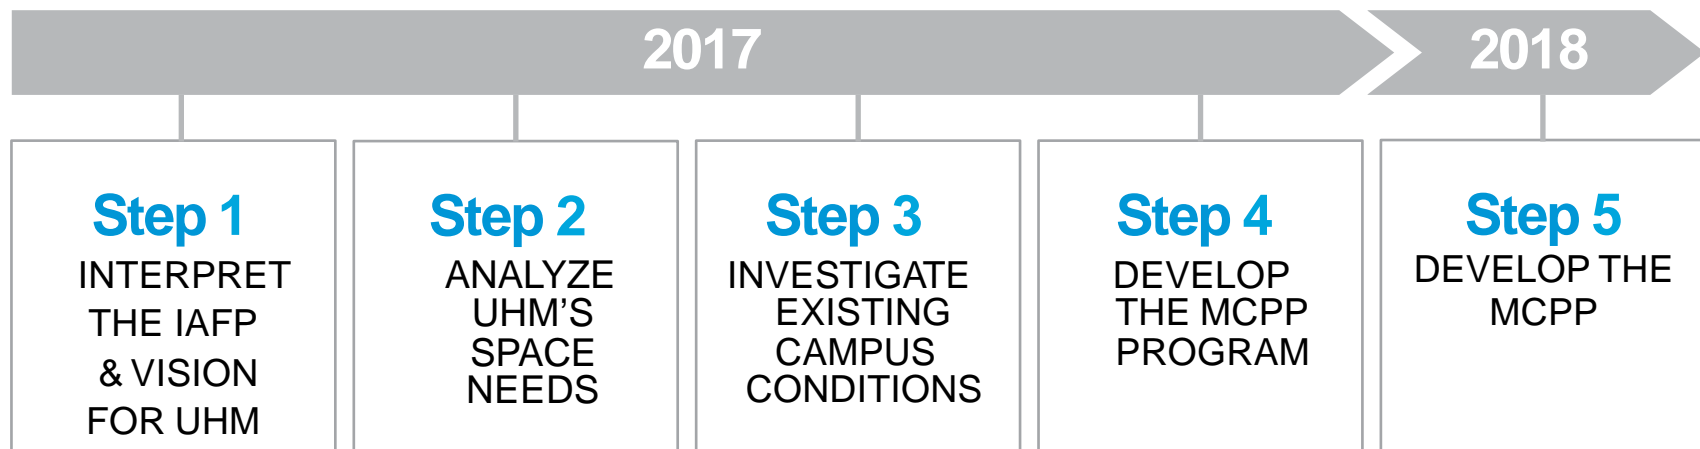 2017
2018
Step 1
INTERPRET
THE IAFP
& VISION
FOR UHM
Step 2
ANALYZE
UHM’S
SPACE
NEEDS
Step 3
INVESTIGATE
EXISTING
CAMPUS
CONDITIONS
Step 4
DEVELOP
THE MCPP
PROGRAM
Step 5
DEVELOP THE
MCPP